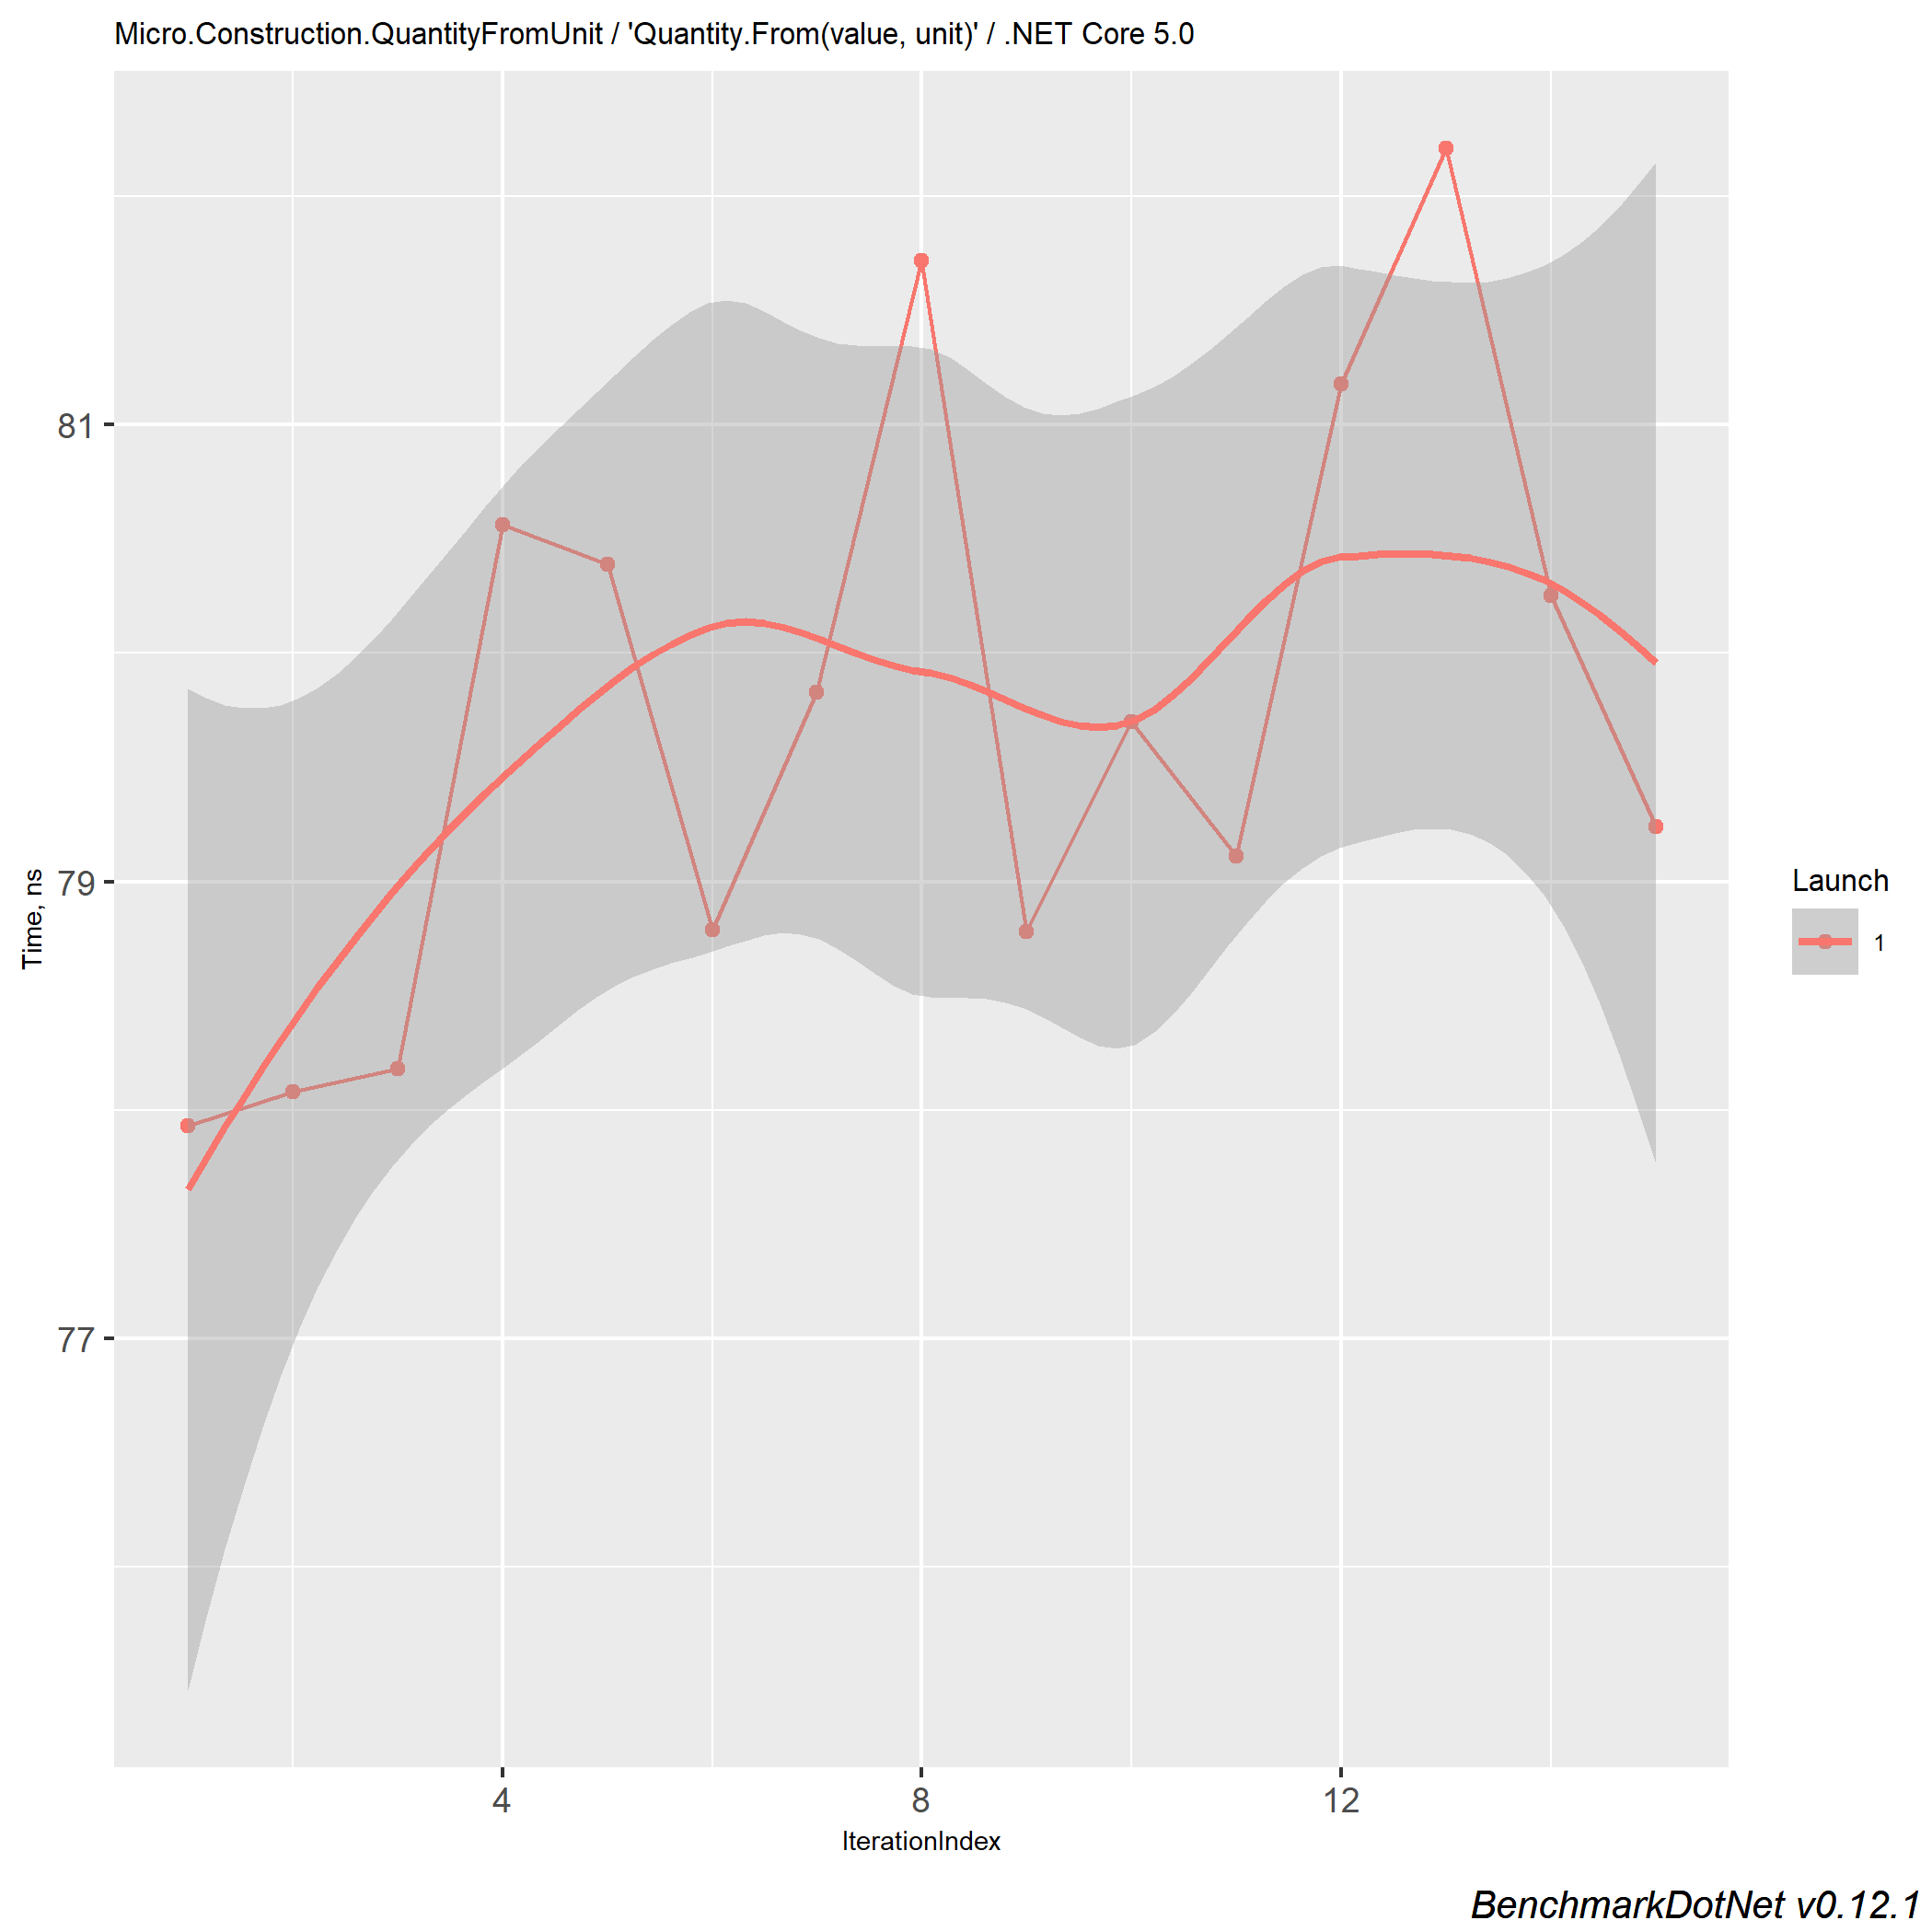 Micro.Construction.QuantityFromUnit / 'Quantity.From(value, unit)' / .NET Core 5.0
81
79
77
Time, ns
4
8
12
IterationIndex
Launch
1
BenchmarkDotNet v0.12.1